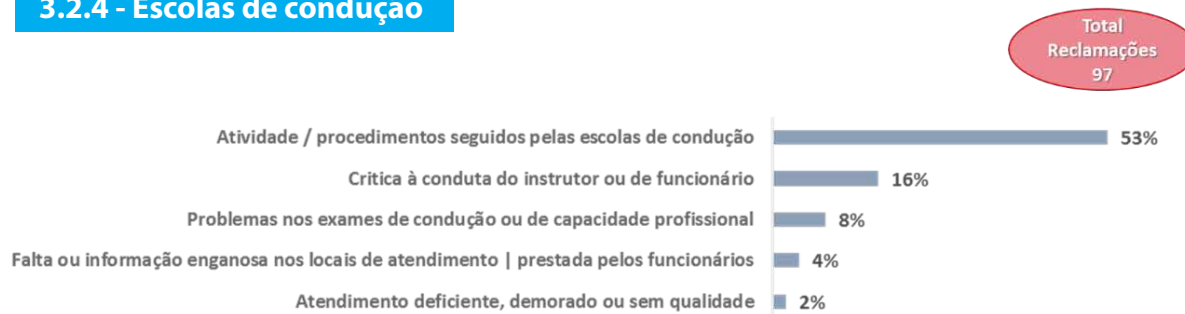 3.2.4 - Escolas de condução
Total
Reclamações
97
Atividade / procedimentos seguidos pelas escolas de condução 53%
Critica à conduta do instrutor ou de funcionário 16%
Problemas nos exames de condução ou de capacidade profissional 8%
Falta ou informação enganosa nos locais de atendimento | prestada pelos funcionários 4%
Atendimento deficiente, demorado ou sem qualidade 2%